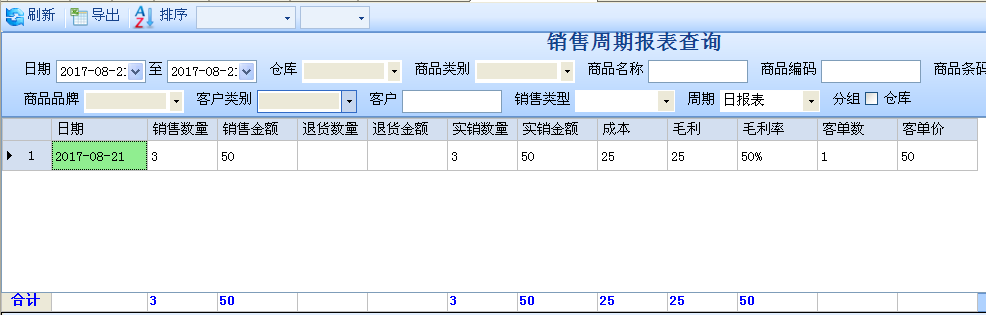 刷新 导出 排序
销售周期报表查询
日期 2017-08-21 至 2017-08-21 仓库 商品类别 商品名称 商品编码 商品条码
商品品牌 客户类别 客户 销售类型 周期 日报表 分组 仓库
日期 销售数量 销售金额 退货数量 退货金额 实销数量 实销金额 成本 毛利 毛利率 客单数 客单价
1 2017-08-21 3 50 3 50 25 25 50% 1 50
合计 3 50 3 50 25 25 50